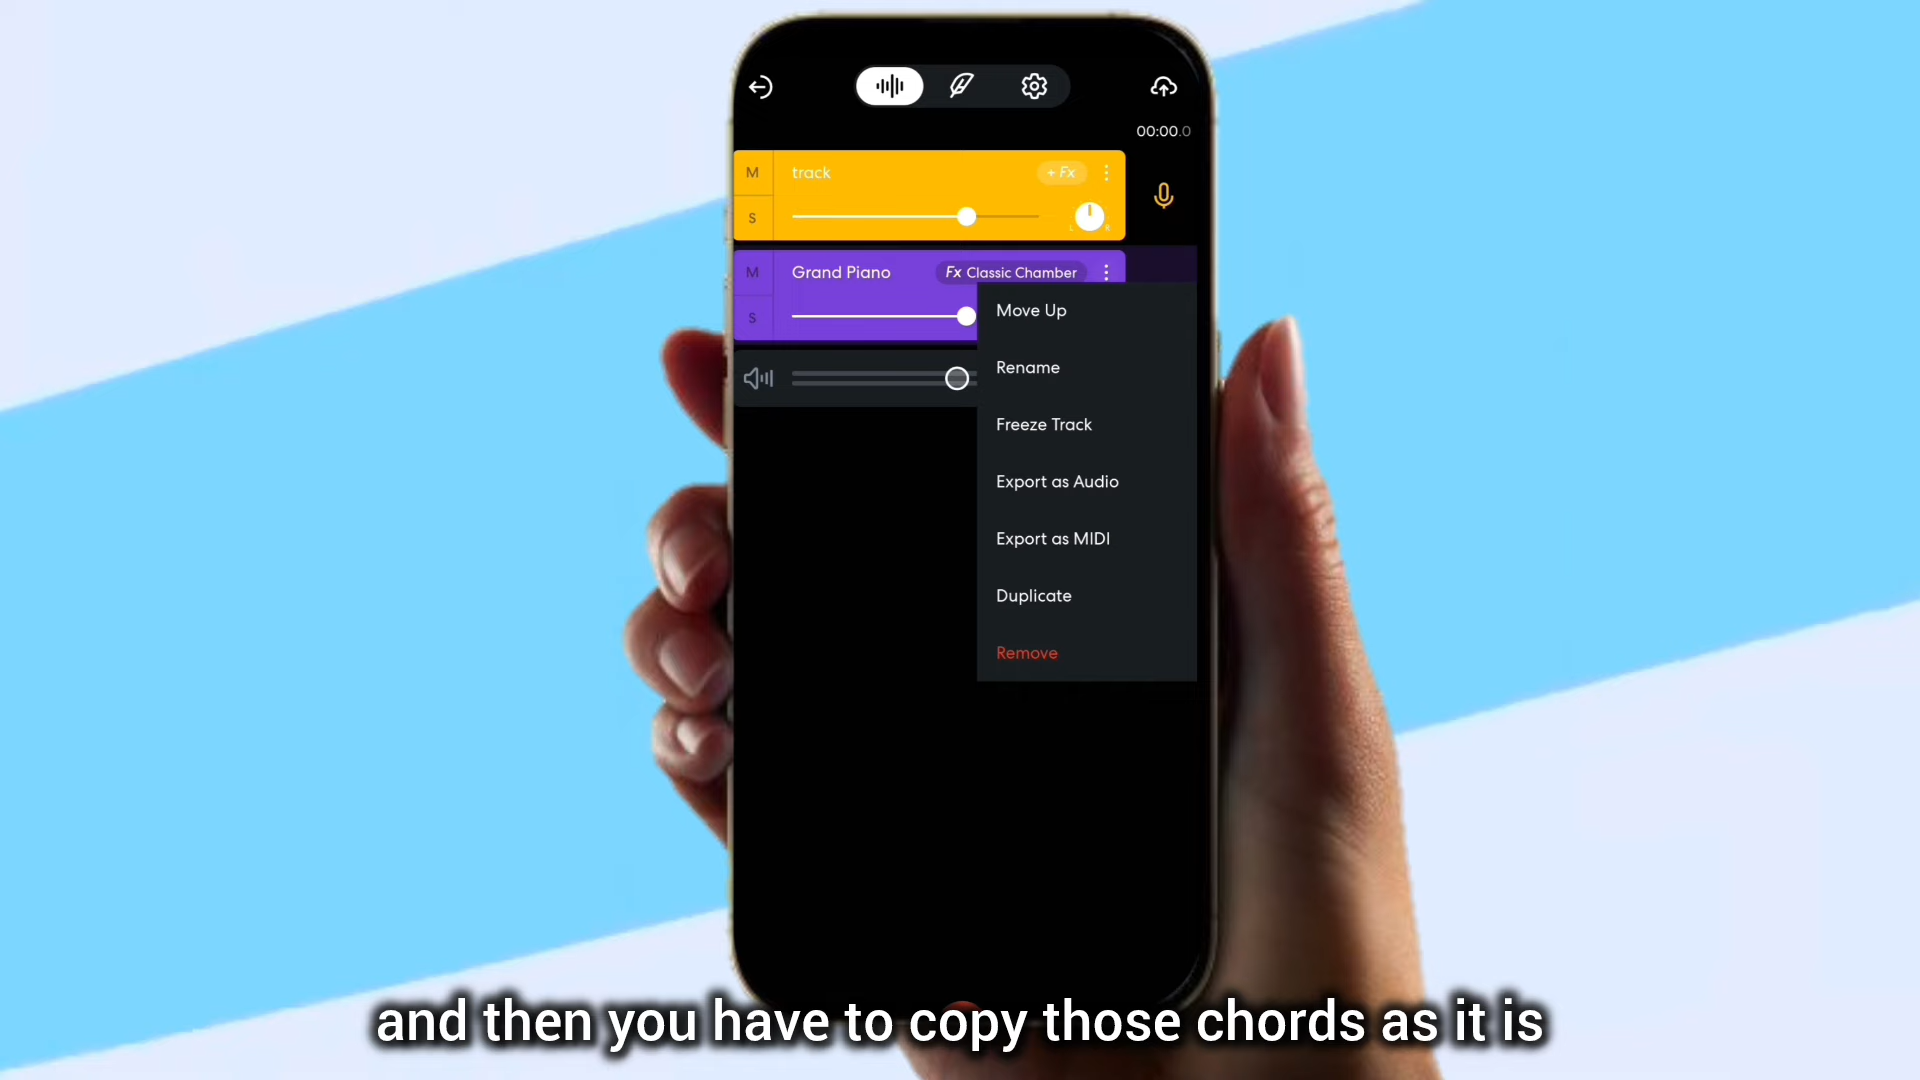 00:00.0
M
track
+ Fx
S
L
R
M
Grand Piano
Fx Classic Chamber
S
Move Up
Rename
Freeze Track
Export as Audio
Export as MIDI
Duplicate
Remove
and then you have to copy those chords as it is